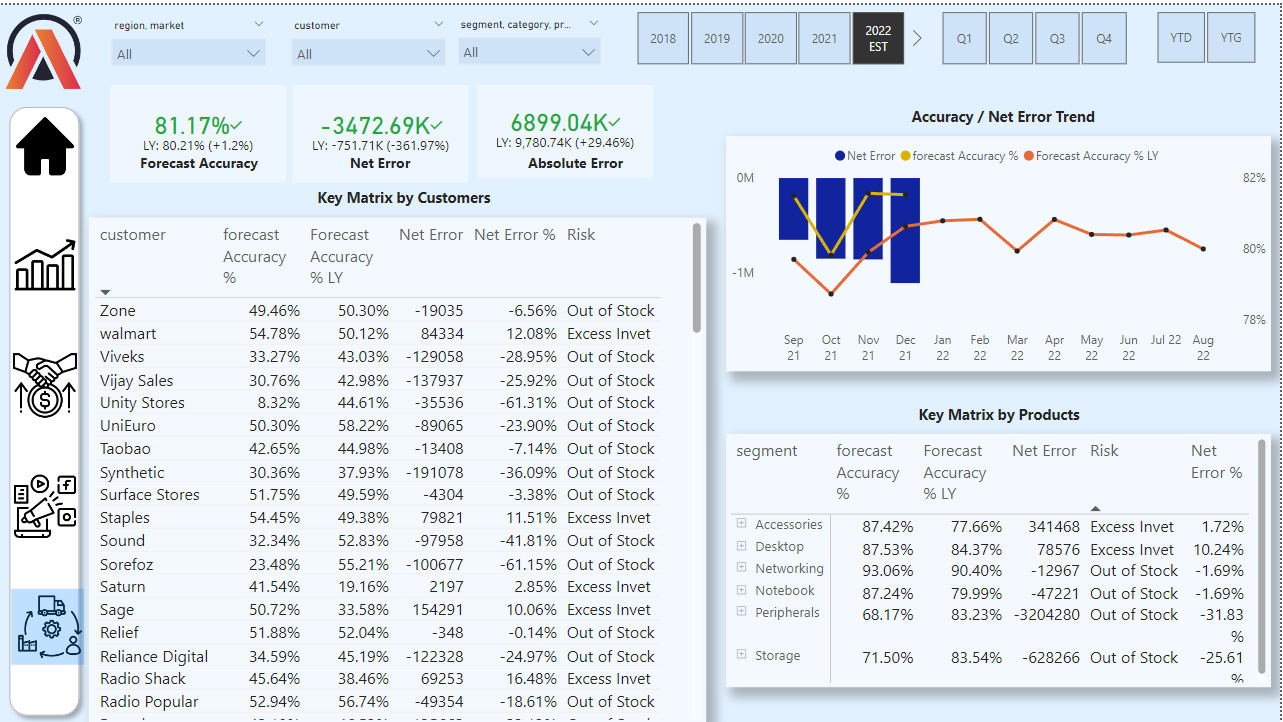 ®
region, market
customer
segment, category, pr...
All
All
All
2018
2019
2020
2021
2022
EST
Q1
Q2
Q3
Q4
YTD
YTG
81.17%
LY: 80.21% (+1.2%)
Forecast Accuracy
-3472.69K
LY: -751.71K (-361.97%)
Net Error
6899.04K
LY: 9,780.74K (+29.46%)
Absolute Error
Key Matrix by Customers
customer forecast Accuracy % Forecast Accuracy % LY Net Error Net Error % Risk
Zone 49.46% 50.30% -19035 -6.56% Out of Stock
walmart 54.78% 50.12% 84334 12.08% Excess Invet
Viveks 33.27% 43.03% -129058 -28.95% Out of Stock
Vijay Sales 30.76% 42.98% -137937 -25.92% Out of Stock
Unity Stores 8.32% 44.61% -35536 -61.31% Out of Stock
UniEuro 50.30% 58.22% -89065 -23.90% Out of Stock
Taobao 42.65% 44.98% -13408 -7.14% Out of Stock
Synthetic 30.36% 37.93% -191078 -36.09% Out of Stock
Surface Stores 51.75% 49.59% -4304 -3.38% Out of Stock
Staples 54.45% 49.38% 79821 11.51% Excess Invet
Sound 32.34% 52.83% -97958 -41.81% Out of Stock
Sorefoz 23.48% 55.21% -100677 -61.15% Out of Stock
Saturn 41.54% 19.16% 2197 2.85% Excess Invet
Sage 50.72% 33.58% 154291 10.06% Excess Invet
Relief 51.88% 52.04% -348 -0.14% Out of Stock
Reliance Digital 34.59% 45.19% -122328 -24.97% Out of Stock
Radio Shack 45.64% 38.46% 69253 16.48% Excess Invet
Radio Popular 52.94% 56.74% -49354 -18.61% Out of Stock
Accuracy / Net Error Trend
Net Error forecast Accuracy % Forecast Accuracy % LY
0M
-1M
82%
80%
78%
Sep 21 Oct 21 Nov 21 Dec 21 Jan 22 Feb 22 Mar 22 Apr 22 May 22 Jun 22 Jul 22 Aug 22
Key Matrix by Products
segment forecast Accuracy % Forecast Accuracy % LY Net Error Risk Net Error %
Accessories 87.42% 77.66% 341468 Excess Invet 1.72%
Desktop 87.53% 84.37% 78576 Excess Invet 10.24%
Networking 93.06% 90.40% -12967 Out of Stock -1.69%
Notebook 87.24% 79.99% -47221 Out of Stock -1.69%
Peripherals 68.17% 83.23% -3204280 Out of Stock -31.83 %
Storage 71.50% 83.54% -628266 Out of Stock -25.61 %